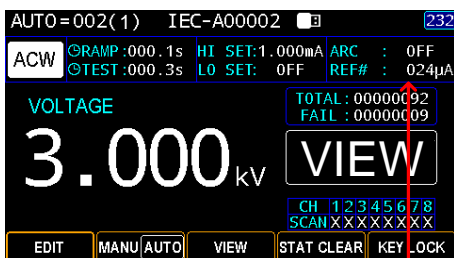 AUTO=002(1) IEC-A00002 232
ACW RAMP:000.1s HI SET:1.000mA ARC : OFF
TEST:000.3s LO SET: OFF REF# : 024µA
VOLTAGE
TOTAL:00000092
FAIL:00000009
3.000kV
VIEW
CH 12345678
SCAN XXXXXXXX
EDIT MANU AUTO VIEW STAT CLEAR KEY LOCK